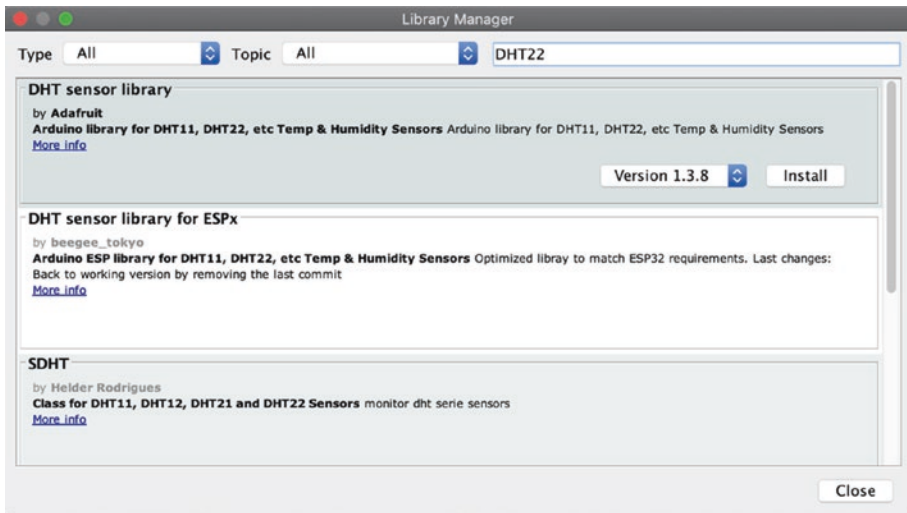 Library Manager
Type All Topic All DHT22
DHT sensor library
by Adafruit
Arduino library for DHT11, DHT22, etc Temp & Humidity Sensors Arduino library for DHT11, DHT22, etc Temp & Humidity Sensors
More info
Version 1.3.8 Install
DHT sensor library for ESPx
by beegee_tokyo
Arduino ESP library for DHT11, DHT22, etc Temp & Humidity Sensors Optimized libray to match ESP32 requirements. Last changes:
Back to working version by removing the last commit
More info
SDHT
by Helder Rodrigues
Class for DHT11, DHT12, DHT21 and DHT22 Sensors monitor dht serie sensors
More info
Close